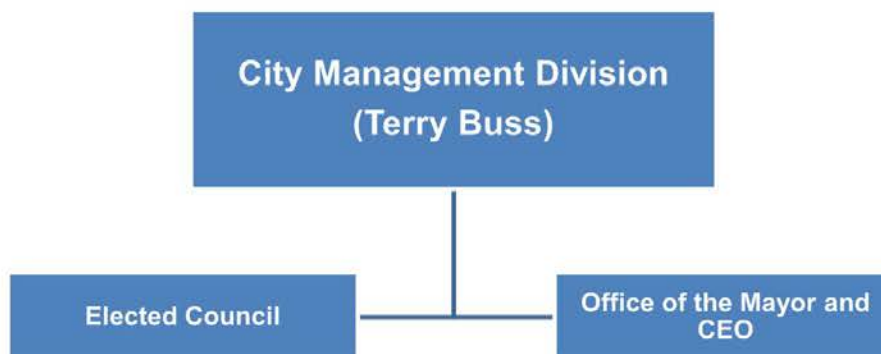 City Management Division
(Terry Buss)
Elected Council
Office of the Mayor and
CEO